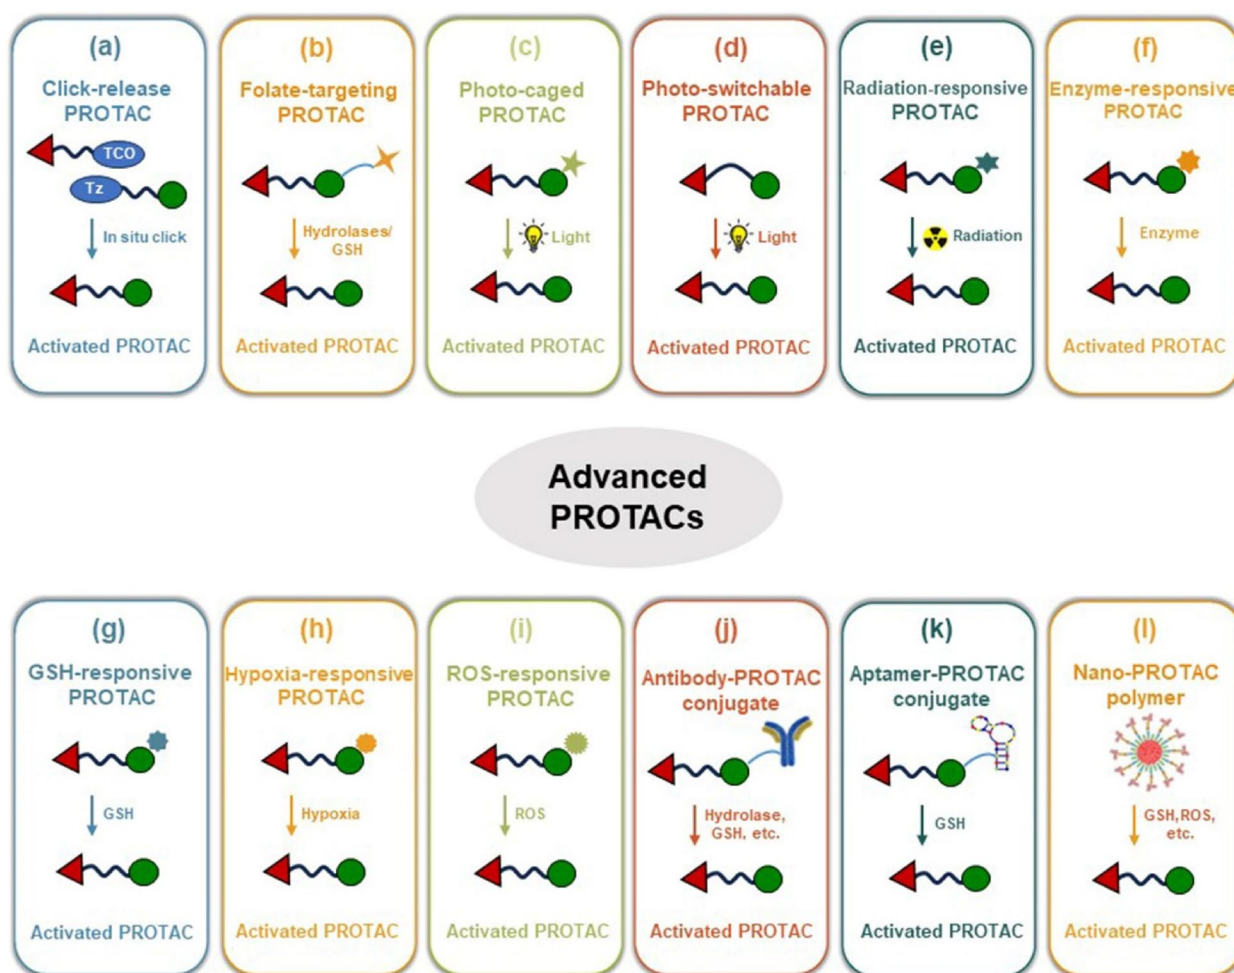 (a)
Click-release
PROTAC
TCO
Tz
In situ click
Activated PROTAC
(b)
Folate-targeting
PROTAC
Hydrolases/
GSH
Activated PROTAC
(c)
Photo-caged
PROTAC
Light
Activated PROTAC
(d)
Photo-switchable
PROTAC
Light
Activated PROTAC
(e)
Radiation-responsive
PROTAC
Radiation
Activated PROTAC
(f)
Enzyme-responsive
PROTAC
Enzyme
Activated PROTAC
Advanced
PROTACs
(g)
GSH-responsive
PROTAC
GSH
Activated PROTAC
(h)
Hypoxia-responsive
PROTAC
Hypoxia
Activated PROTAC
(i)
ROS-responsive
PROTAC
ROS
Activated PROTAC
(j)
Antibody-PROTAC
conjugate
Hydrolase,
GSH, etc.
Activated PROTAC
(k)
Aptamer-PROTAC
conjugate
GSH
Activated PROTAC
(l)
Nano-PROTAC
polymer
GSH, ROS,
etc.
Activated PROTAC